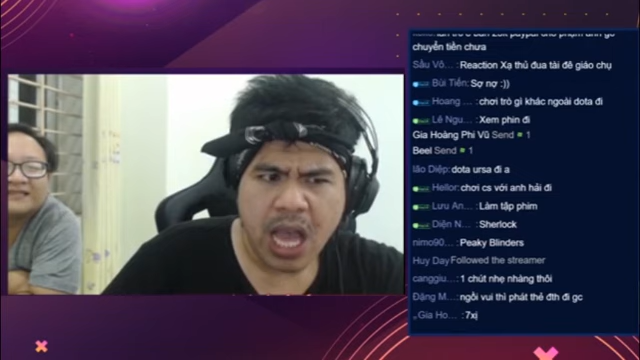 chuyển tiền chưa
Sầu Vô... : Reaction Xạ thủ đua tài đê giáo chụ
Bùi Tiến: Sợ nợ :))
Hoang ... : chơi trò gì khác ngoài dota đi
Lê Ngu... : Xem phin đi
Gia Hoàng Phi Vũ Send 1
Beel Send 1
lão Diệp: dota ursa đi a
Hellor: chơi cs với anh hải đi
Lưu An... : Làm tập phim
Diện N... : Sherlock
nimo90... : Peaky Blinders
Huy Day Followed the streamer
canggiu... : 1 chút nhẹ nhàng thôi
Đặng M... : ngồi vui thì phát thẻ đth đi gc
Gia Ho... : 7xị